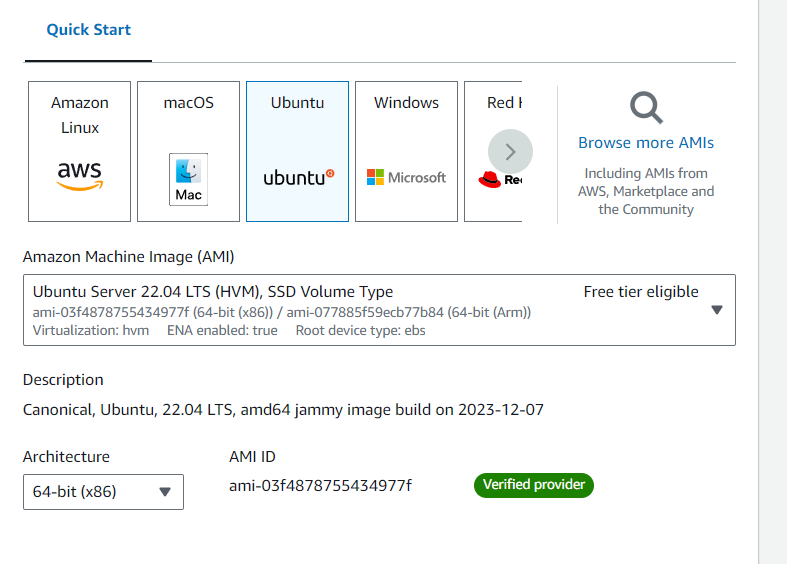 Quick Start
Amazon
Linux
aws
macOS
Mac
Ubuntu
ubuntu
Windows
Microsoft
Red
Browse more AMIs
Including AMIs from
AWS, Marketplace and
the Community
Amazon Machine Image (AMI)
Ubuntu Server 22.04 LTS (HVM), SSD Volume Type
Free tier eligible
ami-03f4878755434977f (64-bit (x86)) / ami-077885f59ecb77b84 (64-bit (Arm))
Virtualization: hvm ENA enabled: true Root device type: ebs
Description
Canonical, Ubuntu, 22.04 LTS, amd64 jammy image build on 2023-12-07
Architecture
64-bit (x86)
AMI ID
ami-03f4878755434977f
Verified provider